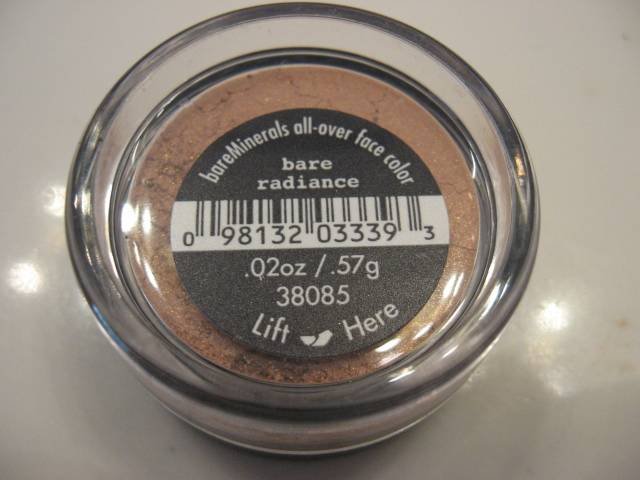 bareMinerals all-over face color
bare
radiance
0 98132 03339 3
.02oz / .57g
38085
Lift Here